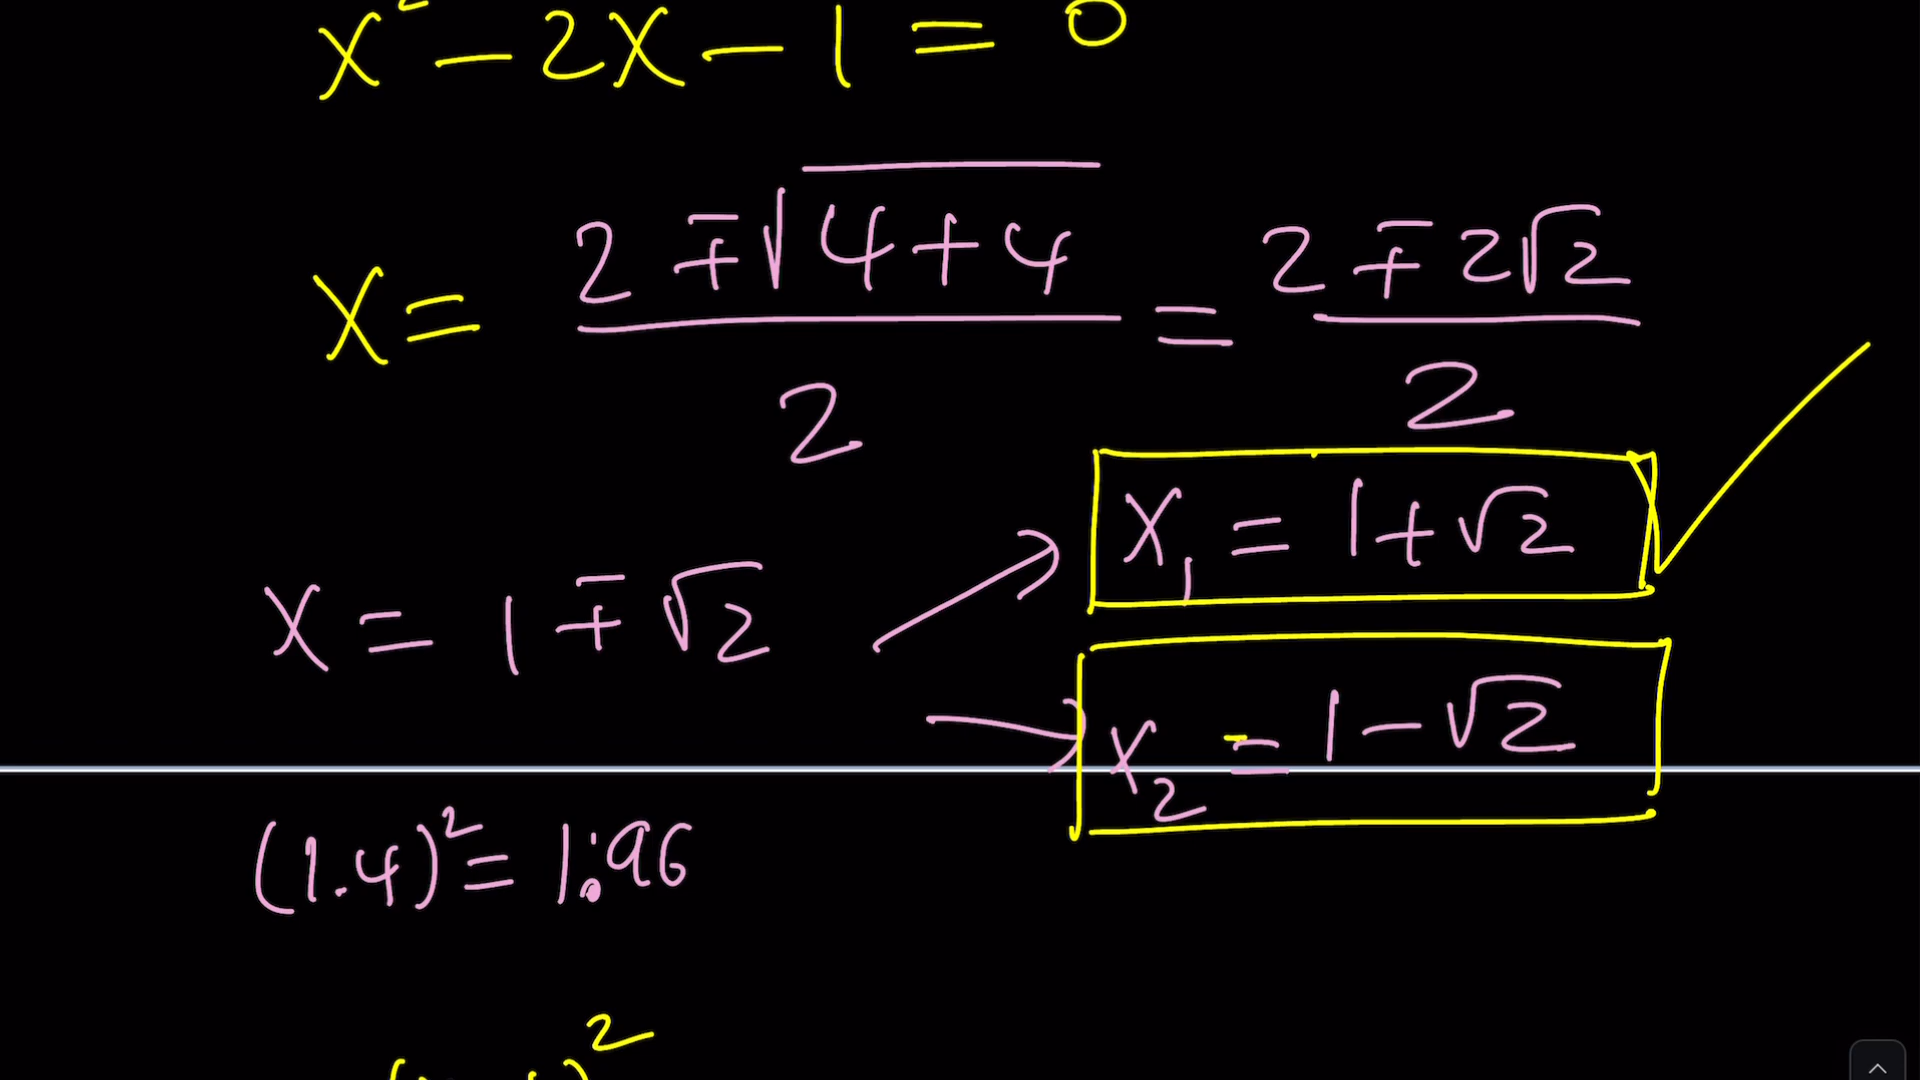 x² - 2x - 1 = 0
x = (2 ∓ √(4+4))/2 = (2 ∓ 2√2)/2
x₁ = 1 + √2
x = 1 ∓ √2
x₂ = 1 - √2
(1.4)² = 1.96